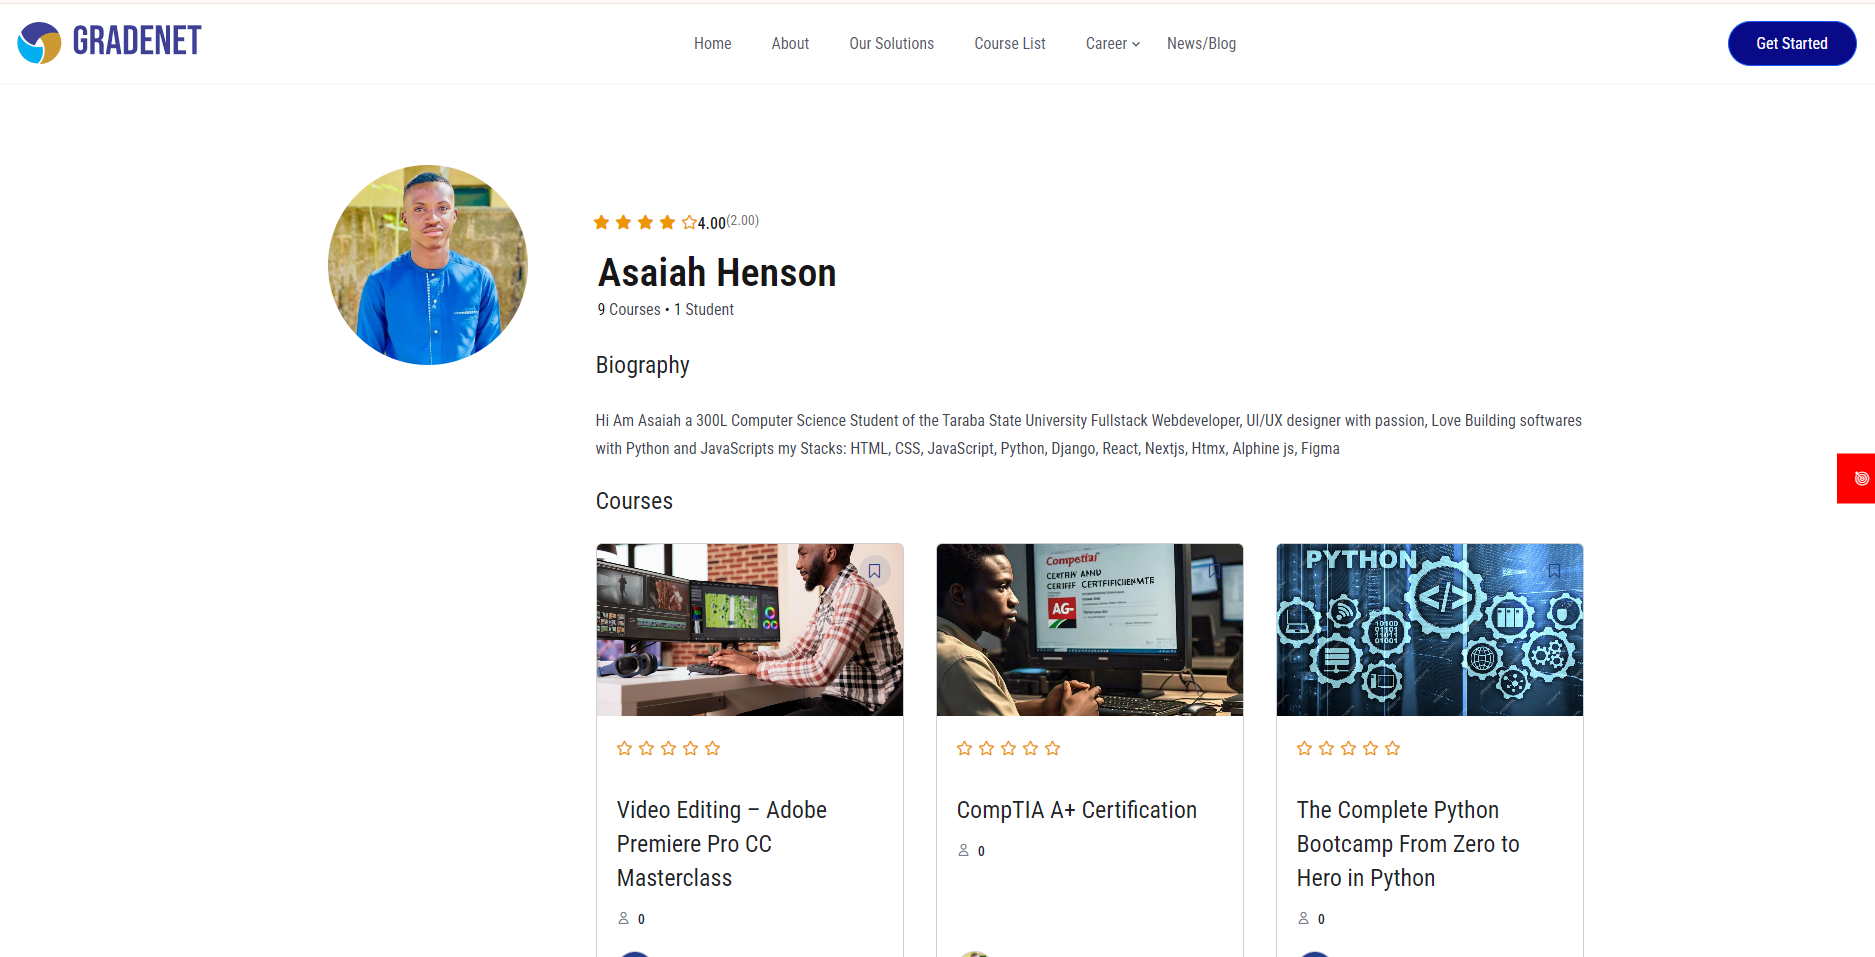 GRADENET
Home About Our Solutions Course List Career News/Blog
Get Started
4.00(2.00)
Asaiah Henson
9 Courses • 1 Student
Biography
Hi Am Asaiah a 300L Computer Science Student of the Taraba State University Fullstack Webdeveloper, UI/UX designer with passion, Love Building softwares
with Python and JavaScripts my Stacks: HTML, CSS, JavaScript, Python, Django, React, Nextjs, Htmx, Alphine js, Figma
Courses
AG-
PYTHON
</>
Video Editing – Adobe
Premiere Pro CC
Masterclass
0
CompTIA A+ Certification
0
The Complete Python
Bootcamp From Zero to
Hero in Python
0